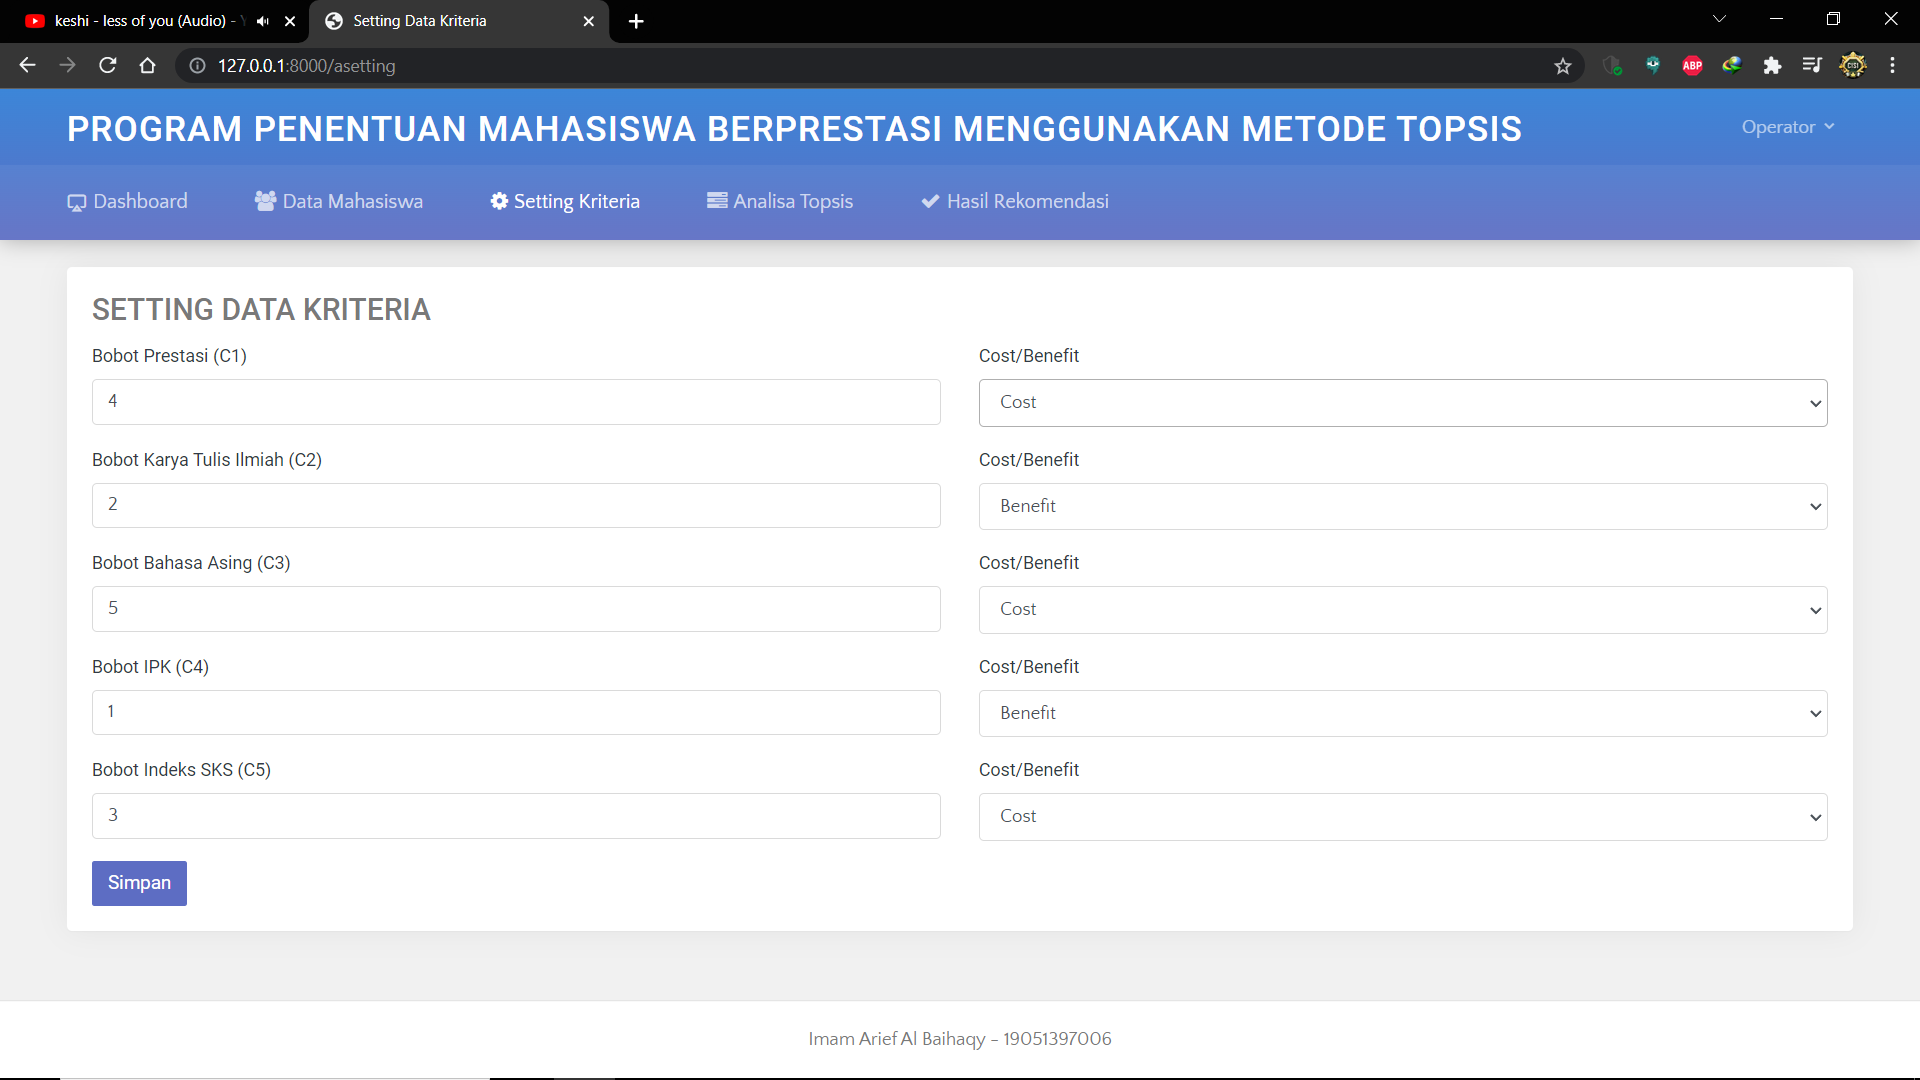 keshi - less of you (Audio) -
Setting Data Kriteria
127.0.0.1:8000/asetting
ABP
PROGRAM PENENTUAN MAHASISWA BERPRESTASI MENGGUNAKAN METODE TOPSIS
Operator
Dashboard
Data Mahasiswa
Setting Kriteria
Analisa Topsis
Hasil Rekomendasi
SETTING DATA KRITERIA
Bobot Prestasi (C1)
Cost/Benefit
4
Cost
Bobot Karya Tulis Ilmiah (C2)
Cost/Benefit
2
Benefit
Bobot Bahasa Asing (C3)
Cost/Benefit
5
Cost
Bobot IPK (C4)
Cost/Benefit
1
Benefit
Bobot Indeks SKS (C5)
Cost/Benefit
3
Cost
Simpan
Imam Arief Al Baihaqy - 19051397006